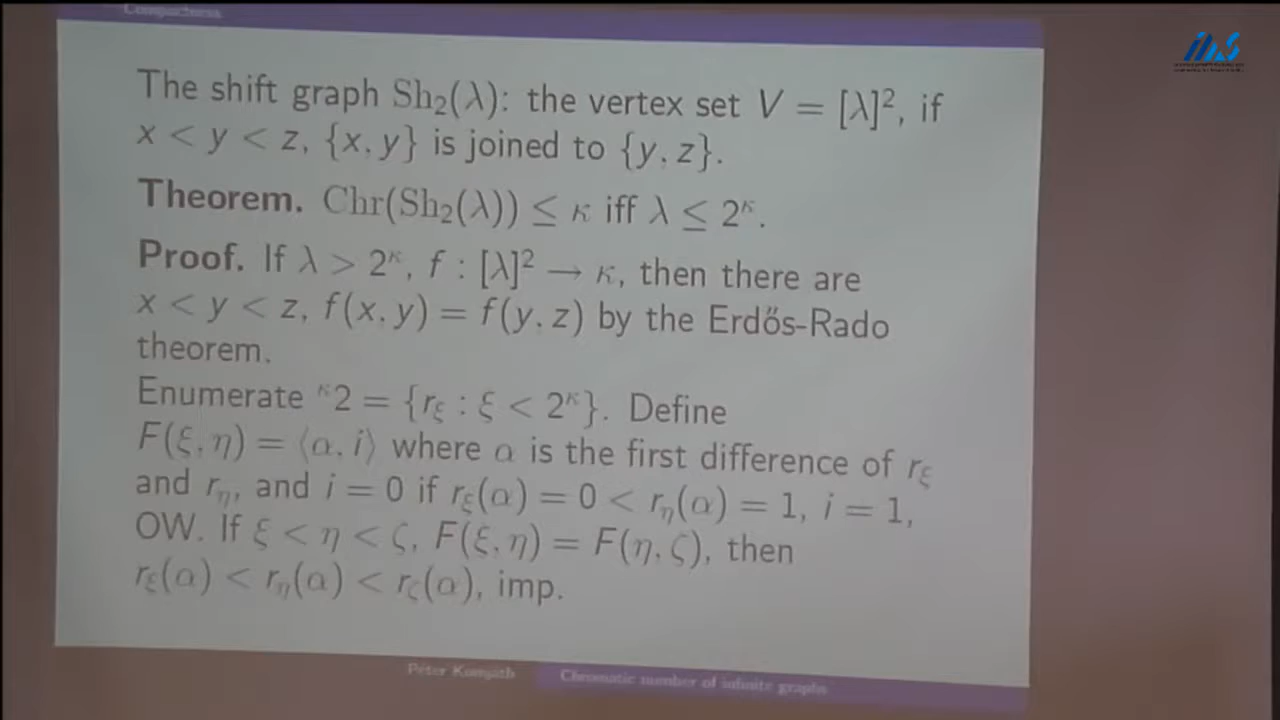 Compactness
The shift graph Sh₂(λ): the vertex set V = [λ]², if
x < y < z, {x, y} is joined to {y, z}.
Theorem. Chr(Sh₂(λ)) ≤ κ iff λ ≤ 2^κ.
Proof. If λ > 2^κ, f : [λ]² → κ, then there are
x < y < z, f(x, y) = f(y, z) by the Erdős-Rado
theorem.
Enumerate ^κ2 = {r_ξ : ξ < 2^κ}. Define
F(ξ, η) = ⟨α, i⟩ where α is the first difference of r_ξ
and r_η, and i = 0 if r_ξ(α) = 0 < r_η(α) = 1, i = 1,
OW. If ξ < η < ζ, F(ξ, η) = F(η, ζ), then
r_ξ(α) < r_η(α) < r_ζ(α), imp.
Péter Komjáth
Chromatic number of infinite graphs